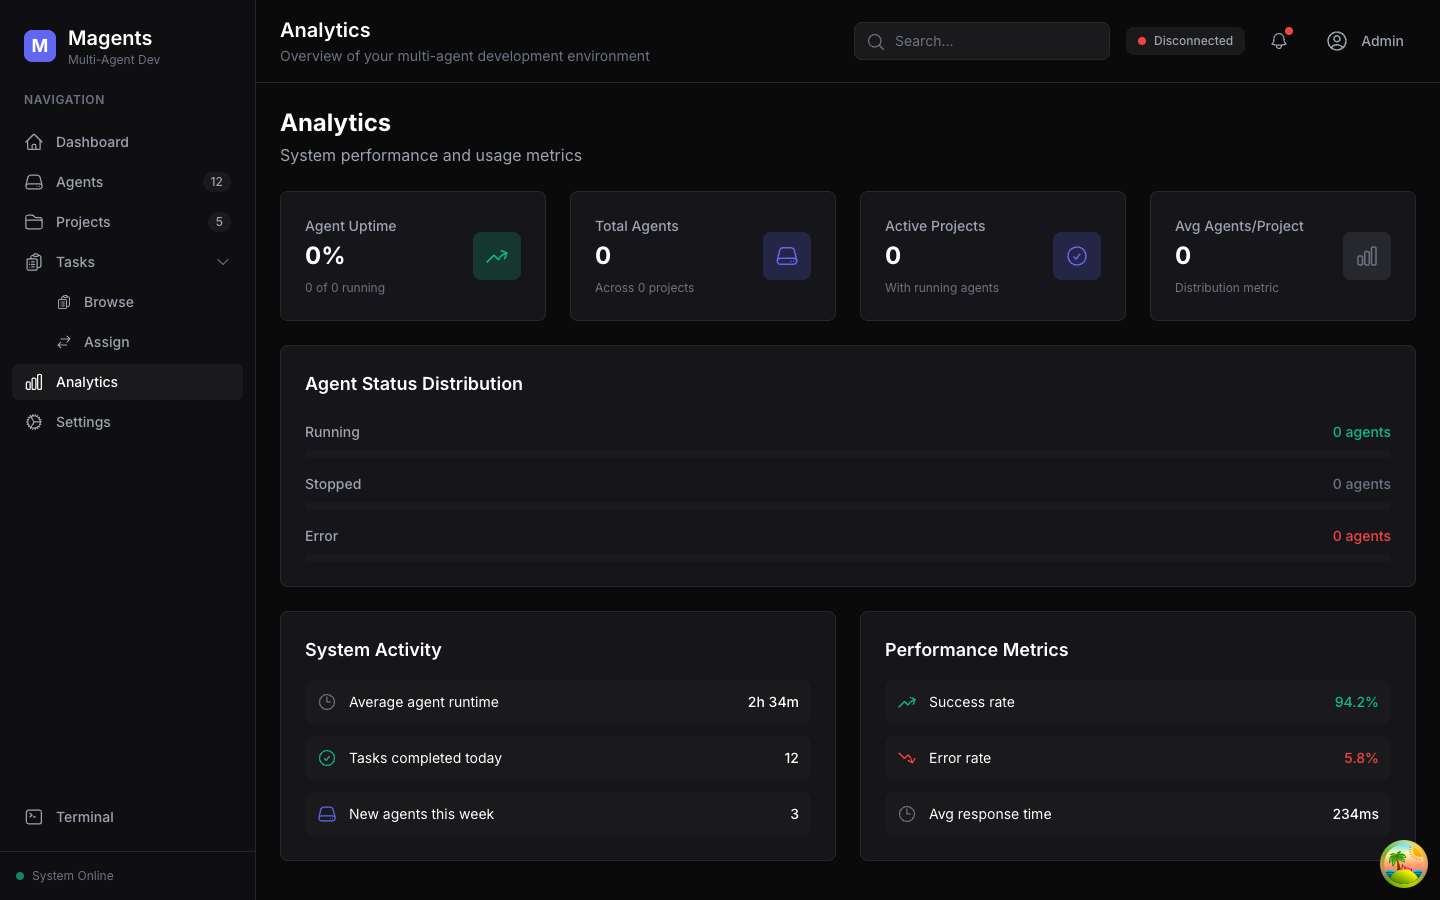 M
Magents
Multi-Agent Dev
NAVIGATION
Dashboard
Agents 12
Projects 5
Tasks
Browse
Assign
Analytics
Settings
Terminal
System Online
Analytics
Overview of your multi-agent development environment
Search...
Disconnected
Admin
Analytics
System performance and usage metrics
Agent Uptime
0%
0 of 0 running
Total Agents
0
Across 0 projects
Active Projects
0
With running agents
Avg Agents/Project
0
Distribution metric
Agent Status Distribution
Running 0 agents
Stopped 0 agents
Error 0 agents
System Activity
Average agent runtime 2h 34m
Tasks completed today 12
New agents this week 3
Performance Metrics
Success rate 94.2%
Error rate 5.8%
Avg response time 234ms